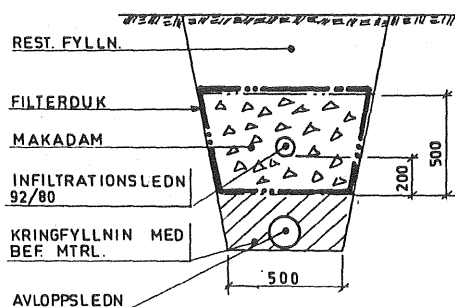 REST. FYLLN.
FILTERDUK
MAKADAM
INFILTRATIONSLEDN
92/80
KRINGFYLLNIN MED
BEF. MTRL.
AVLOPPSLEDN
500
200
500